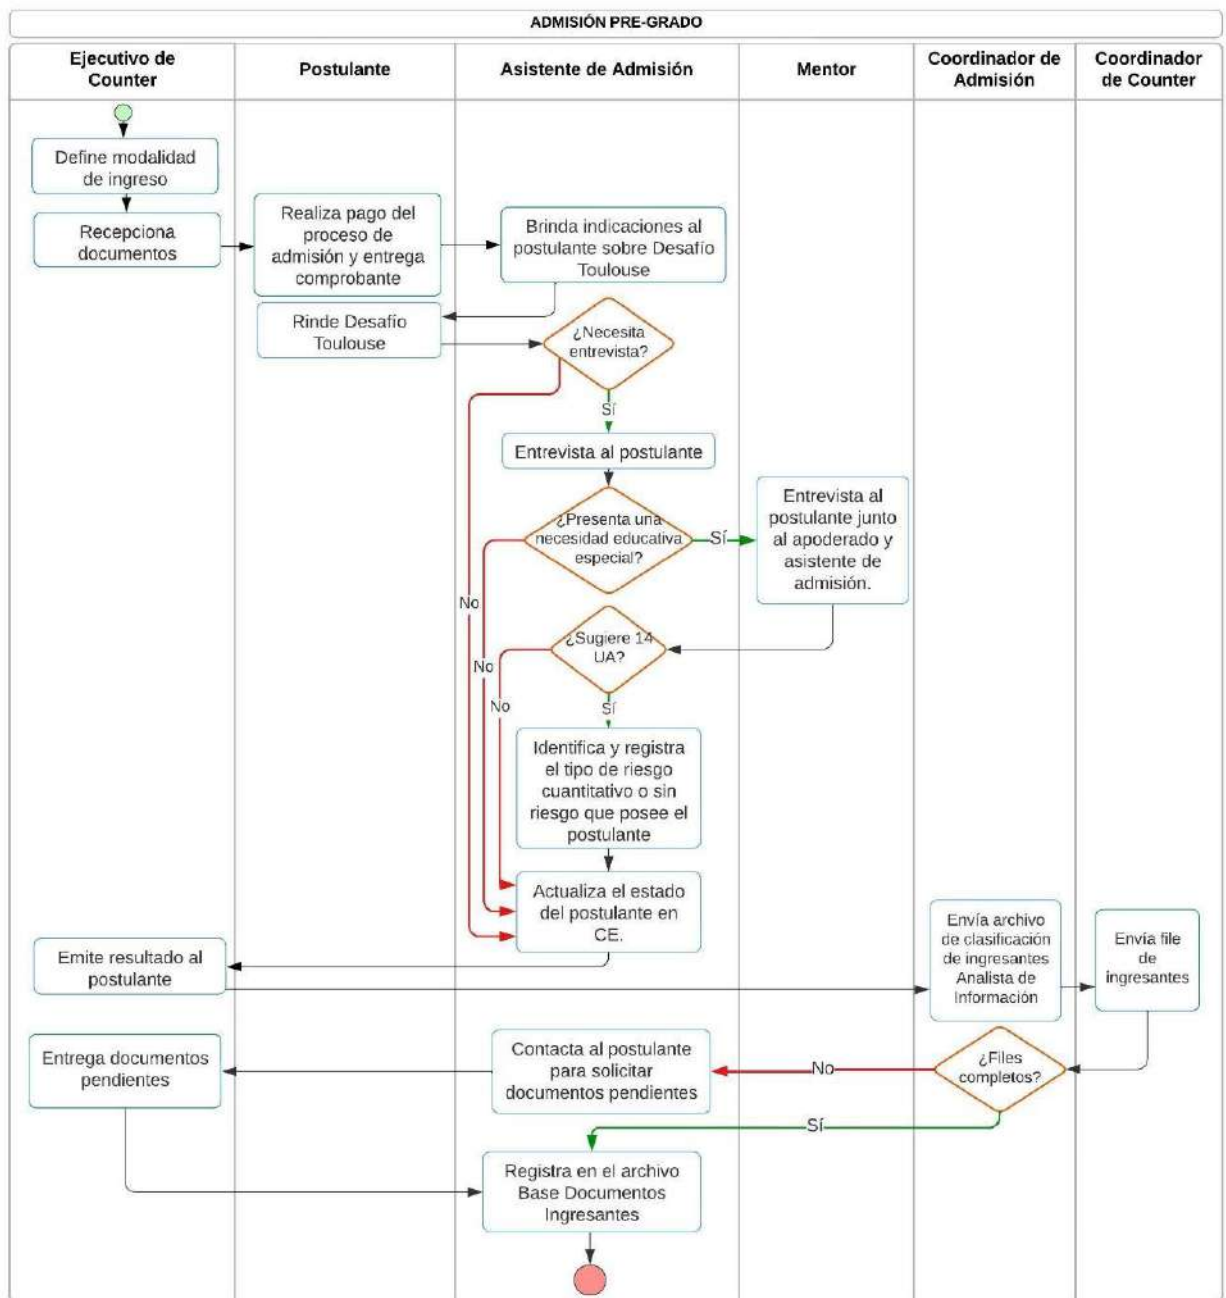 ADMISIÓN PRE-GRADO
Ejecutivo de
Counter
Postulante
Asistente de Admisión
Mentor
Coordinador de
Admisión
Coordinador
de Counter
Define modalidad
de ingreso
Recepciona
documentos
Realiza pago del
proceso de
admisión y entrega
comprobante
Brinda indicaciones al
postulante sobre Desafío
Toulouse
Rinde Desafío
Toulouse
¿Necesita
entrevista?
Sí
Entrevista al postulante
¿Presenta una
necesidad educativa
especial?
Sí
Entrevista al
postulante junto
al apoderado y
asistente de
admisión.
No
¿Sugiere 14
UA?
No
No
Sí
Identifica y registra
el tipo de riesgo
cuantitativo o sin
riesgo que posee el
postulante
Actualiza el estado
del postulante en
CE.
Emite resultado al
postulante
Envía archivo
de clasificación
de ingresantes
Analista de
Información
Envía file
de
ingresantes
¿Files
completos?
No
Contacta al postulante
para solicitar
documentos pendientes
Entrega documentos
pendientes
Sí
Registra en el archivo
Base Documentos
Ingresantes